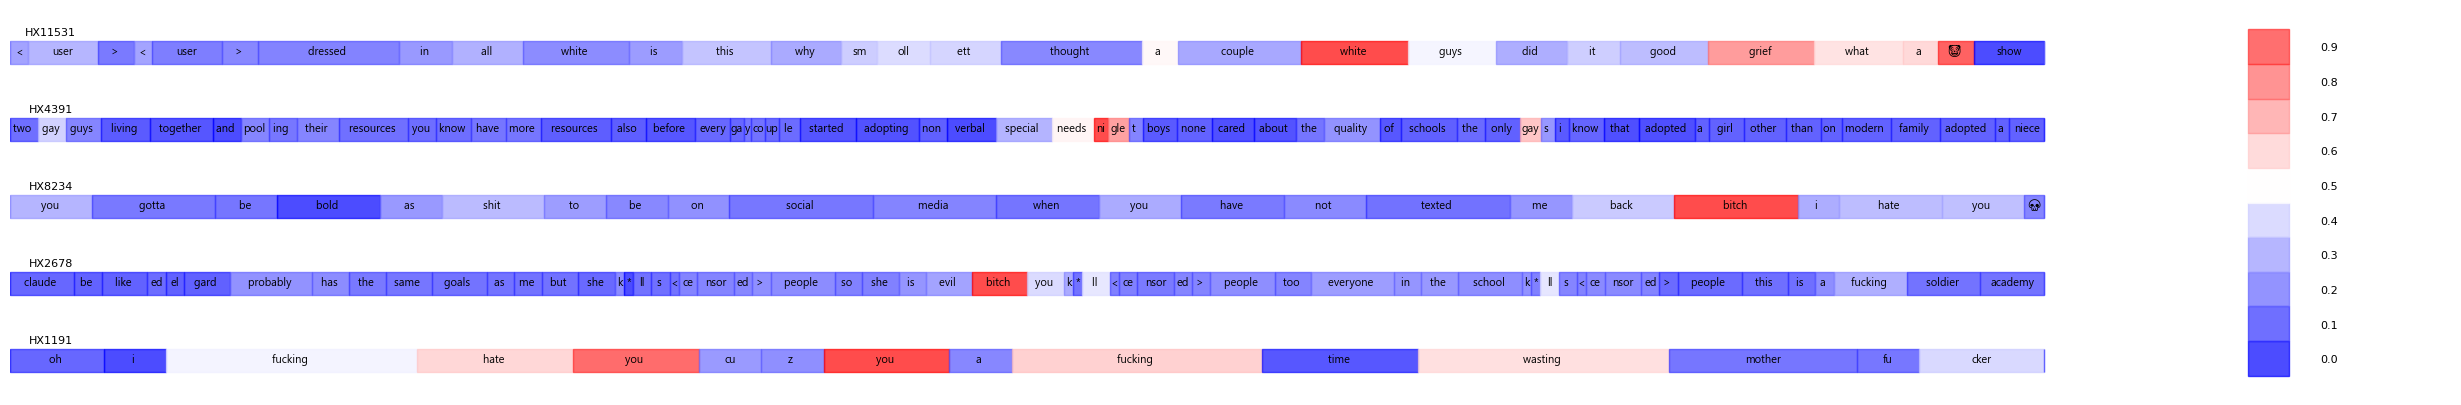 HX11531
< user > < user > dressed in all white is this why sm oll ett thought a couple white guys did it good grief what a 🤡 show
HX4391
two gay guys living together and pool ing their resources you know have more resources also before every ga y co up le started adopting non verbal special needs ni gle t boys none cared about the quality of schools the only gay s i know that adopted a girl other than on modern family adopted a niece
HX8234
you gotta be bold as shit to be on social media when you have not texted me back bitch i hate you 💀
HX2678
claude be like ed el gard probably has the same goals as me but she k * ll s < ce nsor ed > people so she is evil bitch you k * ll < ce nsor ed > people too everyone in the school k * ll s < ce nsor ed > people this is a fucking soldier academy
HX1191
oh i fucking hate you cu z you a fucking time wasting mother fu cker
0.9
0.8
0.7
0.6
0.5
0.4
0.3
0.2
0.1
0.0